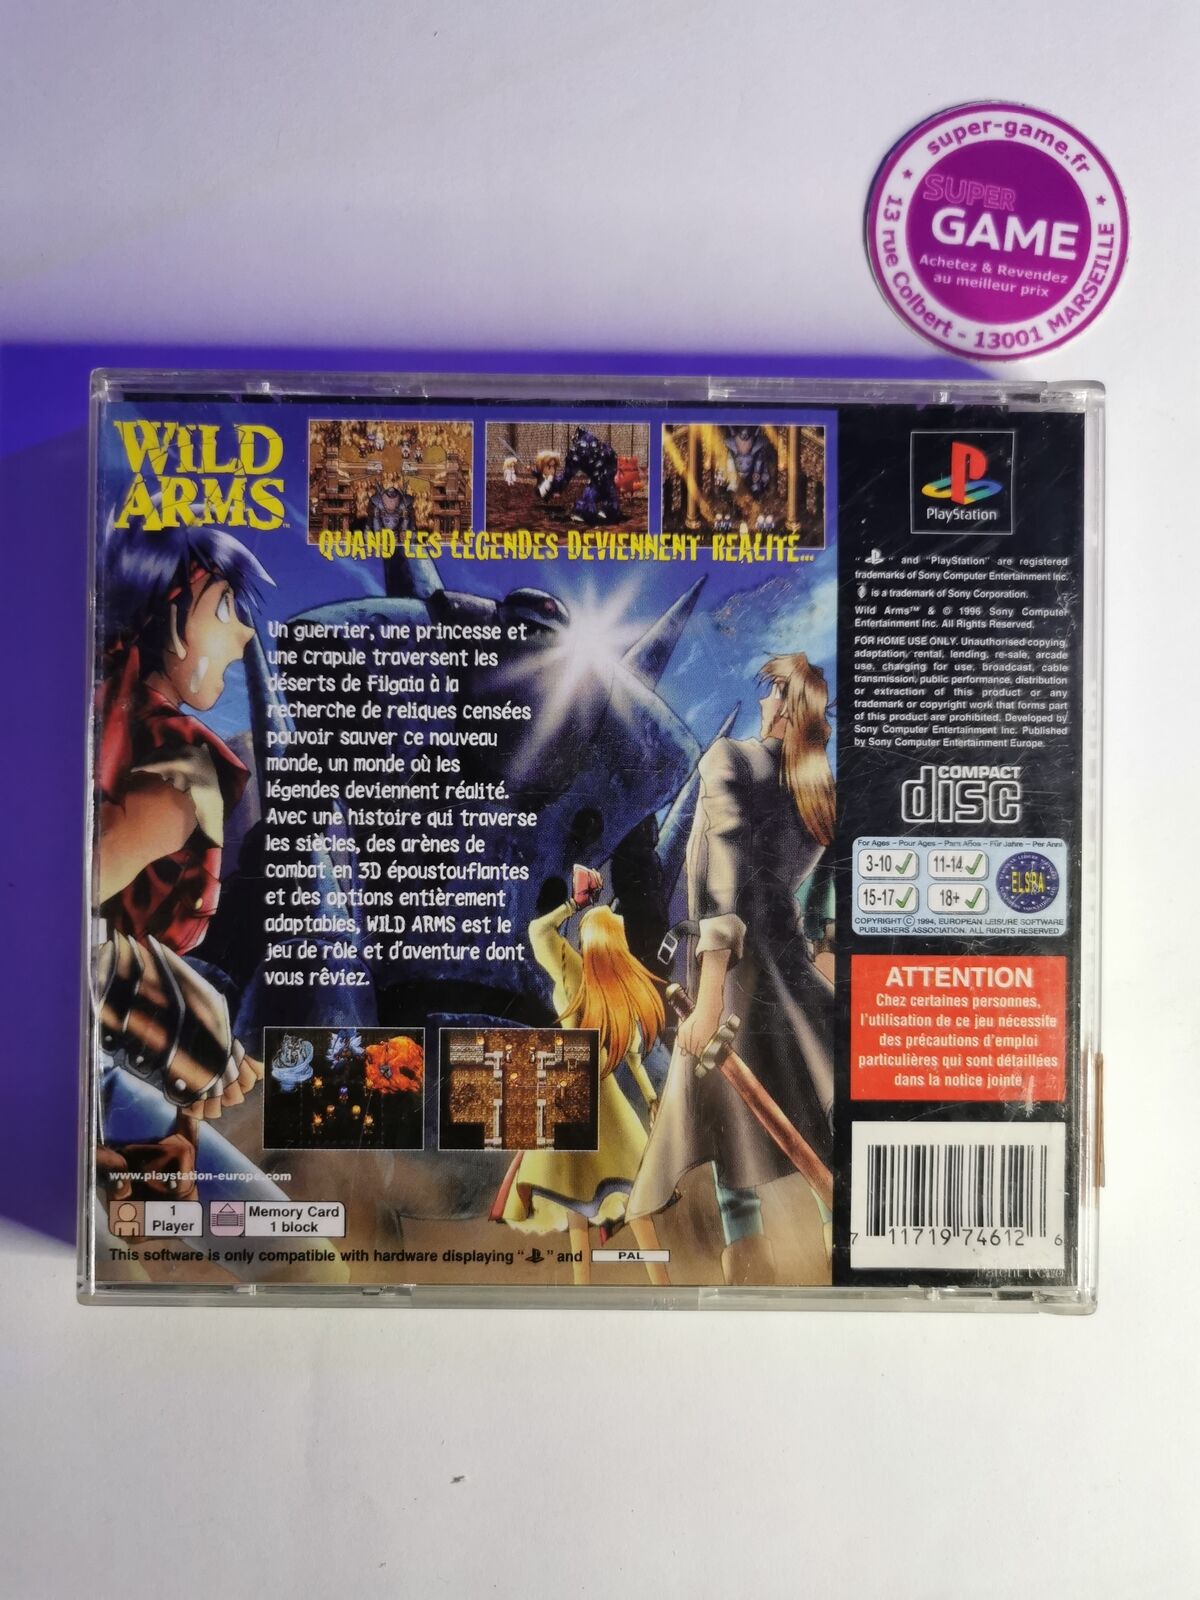 super-game.fr
SUPER
GAME
Achetez & Revendez
au meilleur prix
13 rue Colbert - 13001 MARSEILLE
WILD
ARMS™
QUAND LES LÉGENDES DEVIENNENT RÉALITÉ...
Un guerrier, une princesse et
une crapule traversent les
déserts de Filgaia à la
recherche de reliques censées
pouvoir sauver ce nouveau
monde, un monde où les
légendes deviennent réalité.
Avec une histoire qui traverse
les siècles, des arènes de
combat en 3D époustouflantes
et des options entièrement
adaptables, WILD ARMS est le
jeu de rôle et d'aventure dont
vous rêviez.
www.playstation-europe.com
1
Player
Memory Card
1 block
This software is only compatible with hardware displaying " " and PAL
PlayStation
" " and "PlayStation" are registered
trademarks of Sony Computer Entertainment Inc.
is a trademark of Sony Corporation.
Wild Arms™ & © 1996 Sony Computer
Entertainment Inc. All Rights Reserved.
FOR HOME USE ONLY. Unauthorised copying,
adaptation, rental, lending, re-sale, arcade
use, charging for use, broadcast, cable
transmission, public performance, distribution
or extraction of this product or any
trademark or copyright work that forms part
of this product are prohibited. Developed by
Sony Computer Entertainment Inc. Published
by Sony Computer Entertainment Europe.
COMPACT
disc
For Ages - Pour Ages - Para Años - Für Jahre - Per Anni
3-10 ✓ 11-14 ✓
15-17 ✓ 18+ ✓
ELSPA
COPYRIGHT © 1994, EUROPEAN LEISURE SOFTWARE
PUBLISHERS ASSOCIATION. ALL RIGHTS RESERVED
ATTENTION
Chez certaines personnes,
l'utilisation de ce jeu nécessite
des précautions d'emploi
particulières qui sont détaillées
dans la notice jointe.
7 11719 74612 6